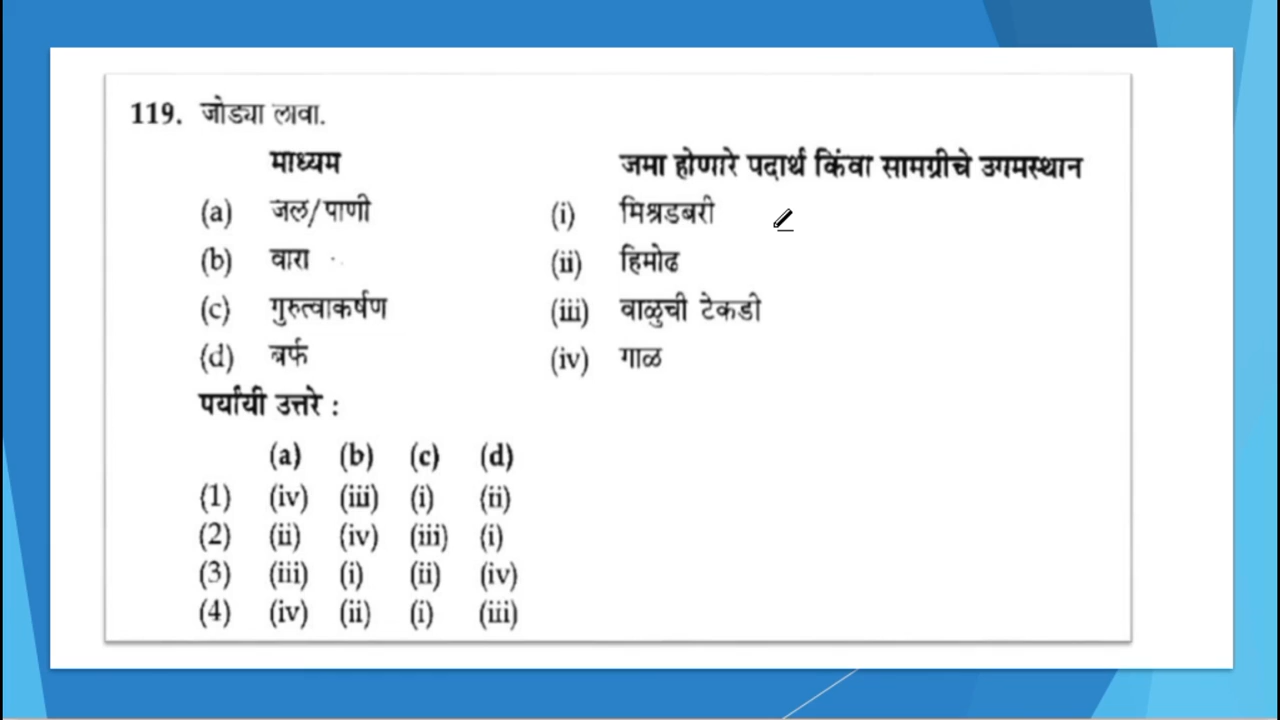 119. जोड्या लावा.
माध्यम जमा होणारे पदार्थ किंवा सामग्रीचे उगमस्थान
(a) जल/पाणी (i) मिश्रडबरी
(b) वारा (ii) हिमोढ
(c) गुरुत्वाकर्षण (iii) वाळुची टेकडी
(d) बर्फ (iv) गाळ
पर्यायी उत्तरे :
(a) (b) (c) (d)
(1) (iv) (iii) (i) (ii)
(2) (ii) (iv) (iii) (i)
(3) (iii) (i) (ii) (iv)
(4) (iv) (ii) (i) (iii)